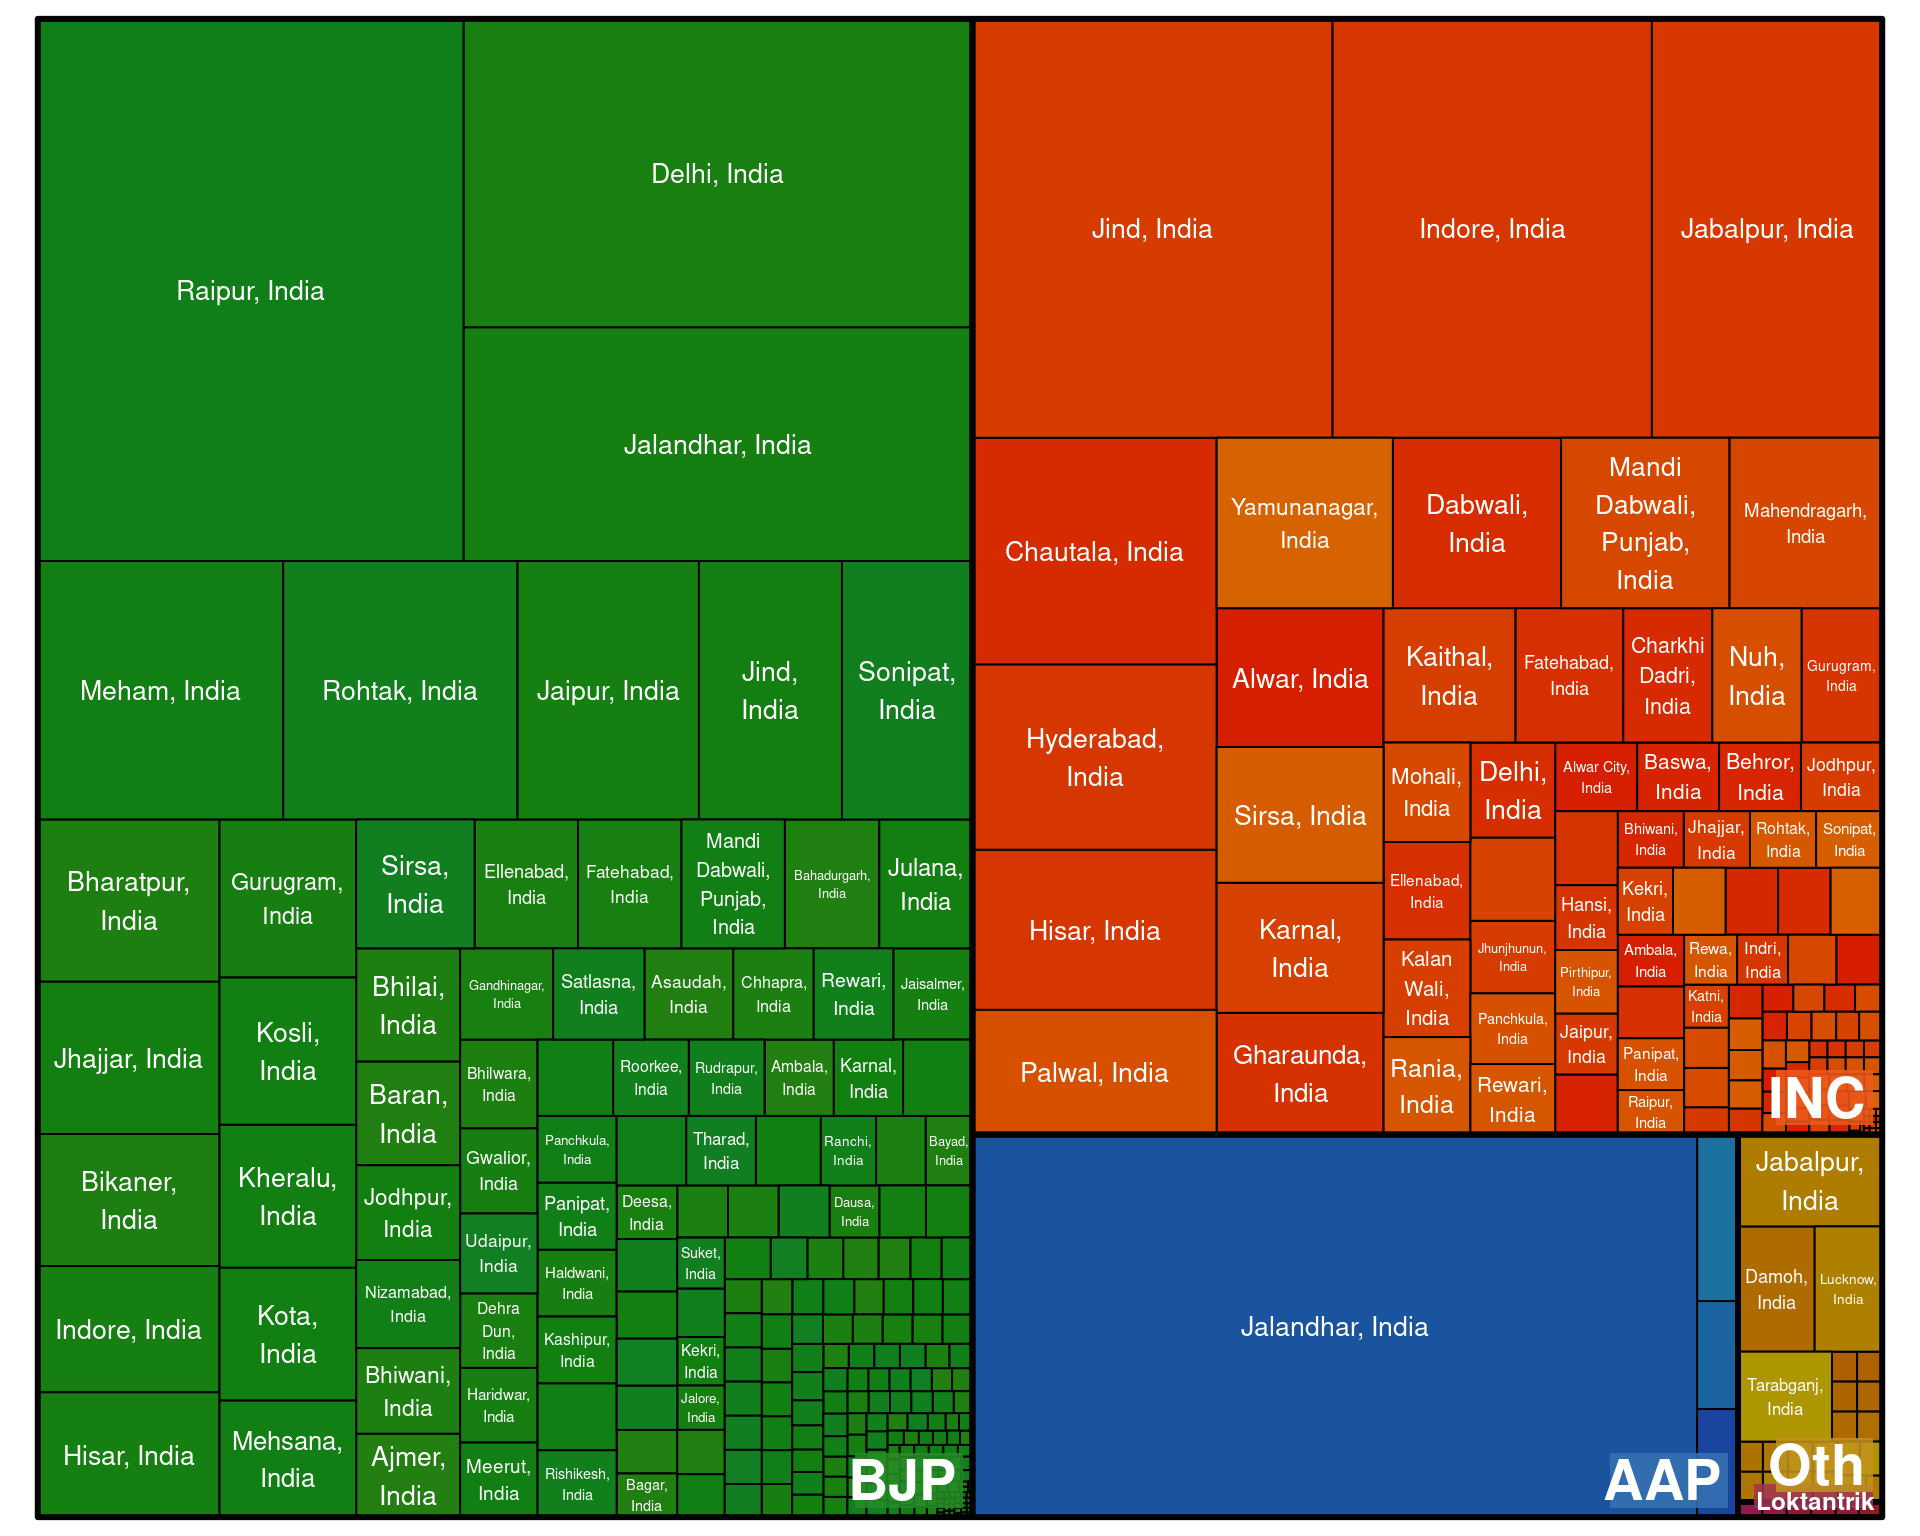 Raipur, India
Delhi, India
Jalandhar, India
Meham, India
Rohtak, India
Jaipur, India
Jind,
India
Sonipat,
India
Bharatpur,
India
Jhajjar, India
Bikaner,
India
Indore, India
Hisar, India
Gurugram,
India
Kosli,
India
Kheralu,
India
Kota,
India
Mehsana,
India
Sirsa,
India
Ellenabad,
India
Fatehabad,
India
Mandi
Dabwali,
Punjab,
India
Bahadurgarh,
India
Julana,
India
Bhilai,
India
Baran,
India
Jodhpur,
India
Nizamabad,
India
Bhiwani,
India
Ajmer,
India
Gandhinagar,
India
Satlasna,
India
Asaudah,
India
Chhapra,
India
Rewari,
India
Jaisalmer,
India
Bhilwara,
India
Gwalior,
India
Udaipur,
India
Dehra
Dun,
India
Haridwar,
India
Meerut,
India
Roorkee,
India
Rudrapur,
India
Ambala,
India
Karnal,
India
Panchkula,
India
Panipat,
India
Haldwani,
India
Kashipur,
India
Rishikesh,
India
Tharad,
India
Ranchi,
India
Bayad,
India
Deesa,
India
Dausa,
India
Suket,
India
Kekri,
India
Jalore,
India
Bagar,
India
BJP
Jind, India
Indore, India
Jabalpur, India
Chautala, India
Hyderabad,
India
Hisar, India
Palwal, India
Yamunanagar,
India
Dabwali,
India
Mandi
Dabwali,
Punjab,
India
Mahendragarh,
India
Alwar, India
Sirsa, India
Karnal,
India
Gharaunda,
India
Kaithal,
India
Fatehabad,
India
Charkhi
Dadri,
India
Nuh,
India
Gurugram,
India
Mohali,
India
Ellenabad,
India
Kalan
Wali,
India
Rania,
India
Delhi,
India
Jhunjhunun,
India
Panchkula,
India
Rewari,
India
Alwar City,
India
Baswa,
India
Behror,
India
Jodhpur,
India
Hansi,
India
Pirthipur,
India
Jaipur,
India
Bhiwani,
India
Jhajjar,
India
Rohtak,
India
Sonipat,
India
Kekri,
India
Ambala,
India
Rewa,
India
Indri,
India
Katni,
India
Panipat,
India
Raipur,
India
INC
Jalandhar, India
AAP
Jabalpur,
India
Damoh,
India
Lucknow,
India
Tarabganj,
India
Oth
Loktantrik